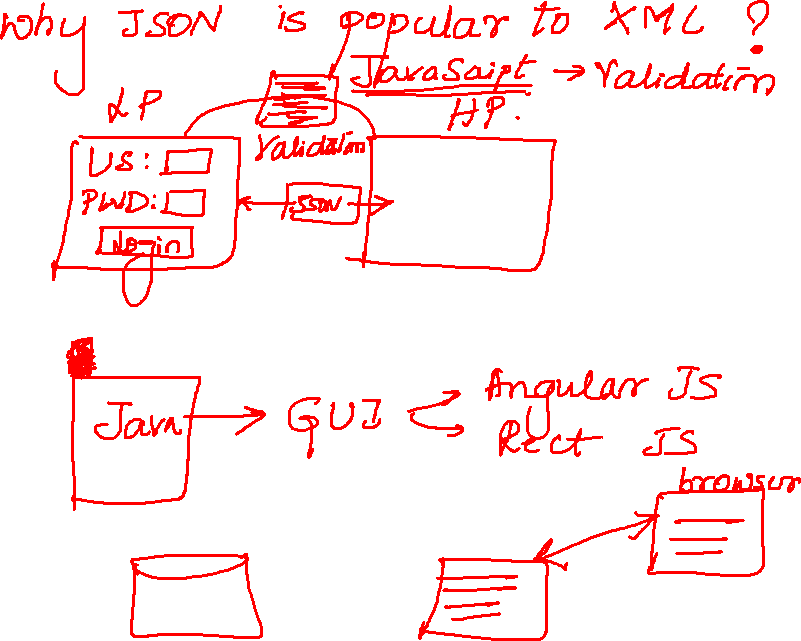 Why JSON is popular to XML ?
JavaScript → Validation
LP
HP.
Validation
US:
PWD:
JSON
Login
Java → GUI
Angular JS
Rect JS
browser